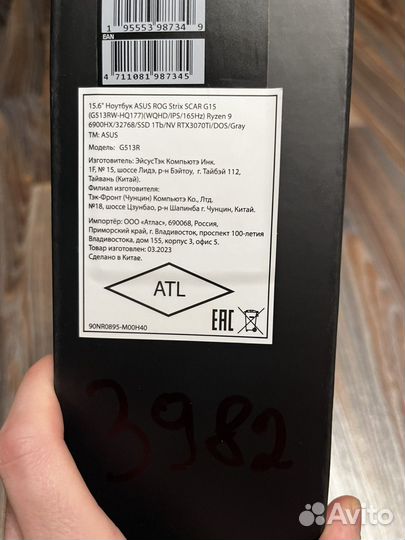 1 95553 98734 9
EAN
4 711081 987345
15.6" Ноутбук ASUS ROG Strix SCAR G15
(G513RW-HQ177)(WQHD/IPS/165Hz) Ryzen 9
6900HX/32768/SSD 1Tb/NV RTX3070Ti/DOS/Gray
TM: ASUS
Модель: G513R
Изготовитель: ЭйсусТэк Компьютэ Инк.
1F, № 15, шоссе Лидэ, р-н Бэйтоу, г. Тайбэй 112,
Тайвань (Китай).
Филиал изготовителя:
Тэк-Фронт (Чунцин) Компьютэ Ко., Лтд.
№18, шоссе Цзунбао, р-н Шапинба г. Чунцин, Китай.
Импортёр: ООО «Атлас», 690068, Россия,
Приморский край, г. Владивосток, проспект 100-летия
Владивостока, дом 155, корпус 3, офис 5.
Товар изготовлен: 03.2023
Сделано в Китае.
ATL
EAC
90NR0895-M00H40
3982
Avito